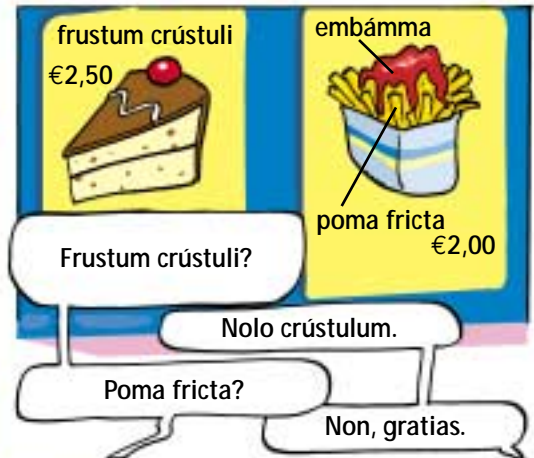 frustum crústuli
€2,50
embámma
poma fricta
€2,00
Frustum crústuli?
Nolo crústulum.
Poma fricta?
Non, gratias.